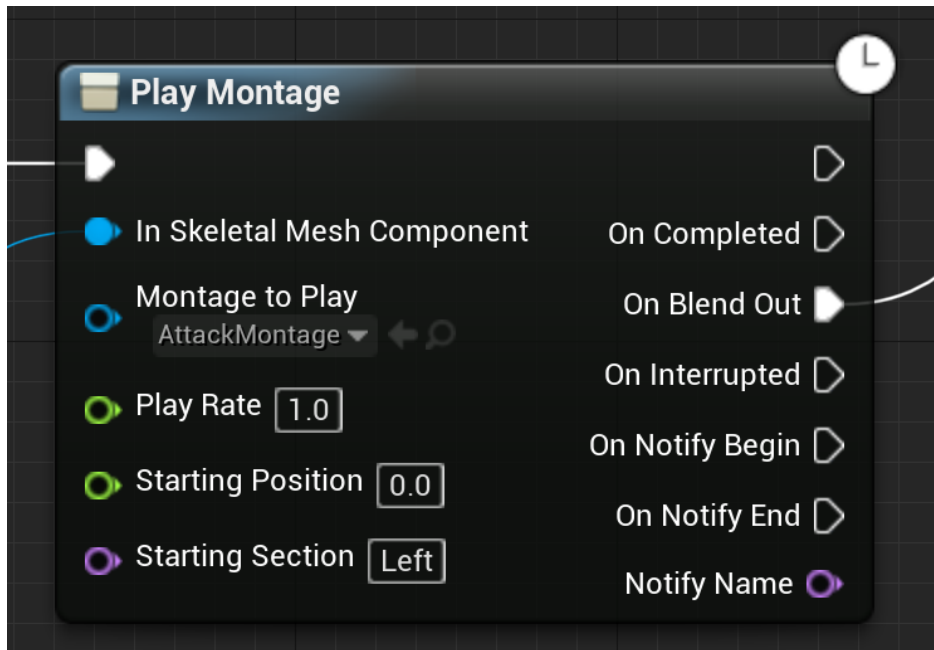 Play Montage
In Skeletal Mesh Component
On Completed
Montage to Play
AttackMontage
On Blend Out
Play Rate 1.0
On Interrupted
Starting Position 0.0
On Notify Begin
Starting Section Left
On Notify End
Notify Name